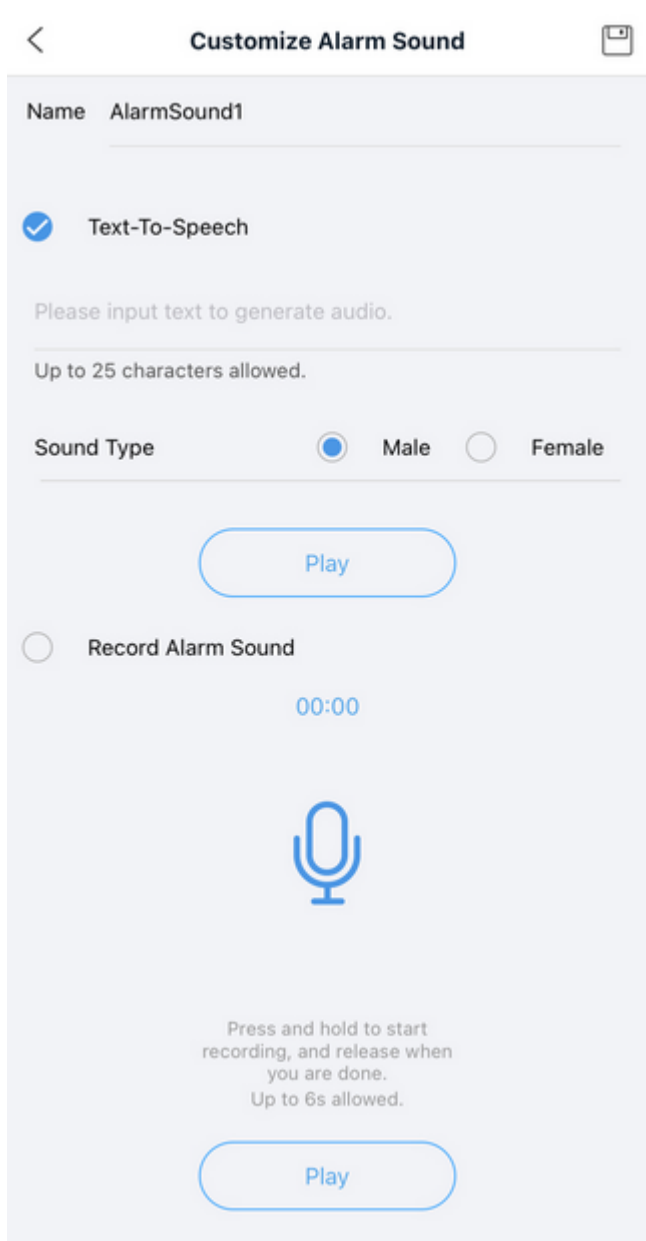 Customize Alarm Sound
Name AlarmSound1
Text-To-Speech
Please input text to generate audio.
Up to 25 characters allowed.
Sound Type Male Female
Play
Record Alarm Sound
00:00
Press and hold to start
recording, and release when
you are done.
Up to 6s allowed.
Play